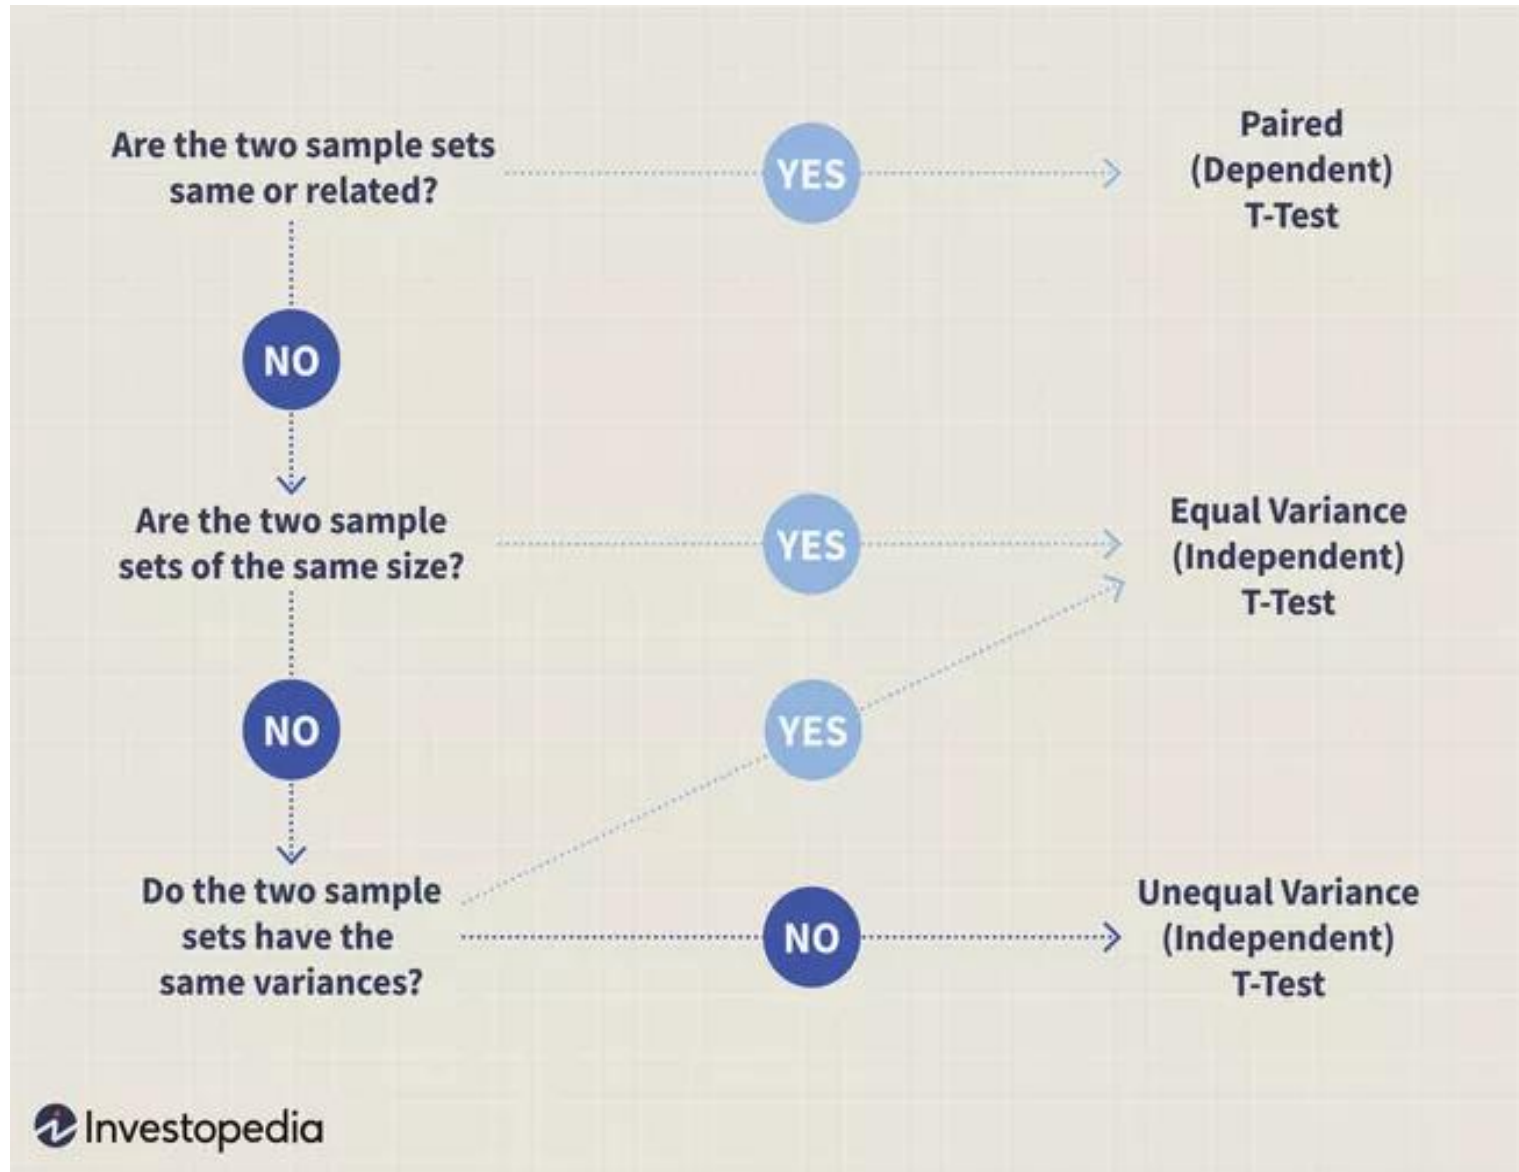 Are the two sample sets
same or related?
YES
Paired
(Dependent)
T-Test
NO
Are the two sample
sets of the same size?
YES
Equal Variance
(Independent)
T-Test
NO
YES
Do the two sample
sets have the
same variances?
NO
Unequal Variance
(Independent)
T-Test
Investopedia